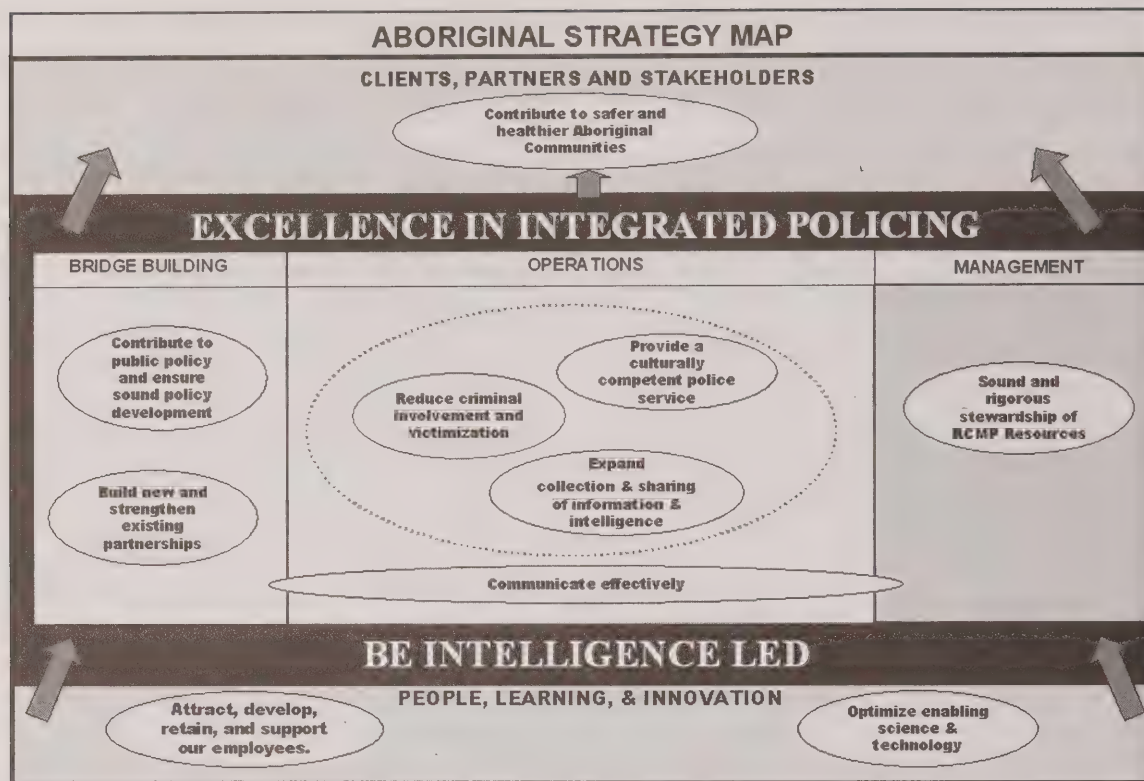 ABORIGINAL STRATEGY MAP
CLIENTS, PARTNERS AND STAKEHOLDERS
Contribute to safer and
healthier Aboriginal
Communities
EXCELLENCE IN INTEGRATED POLICING
BRIDGE BUILDING
OPERATIONS
MANAGEMENT
Contribute to
public policy
and ensure
sound policy
development
Build new and
strengthen
existing
partnerships
Provide a
culturally
competent police
service
Reduce criminal
involvement and
victimization
Expand
collection & sharing
of information &
intelligence
Communicate effectively
Sound and
rigorous
stewardship of
RCMP Resources
BE INTELLIGENCE LED
PEOPLE, LEARNING, & INNOVATION
Attract, develop,
retain, and support
our employees.
Optimize enabling
science &
technology